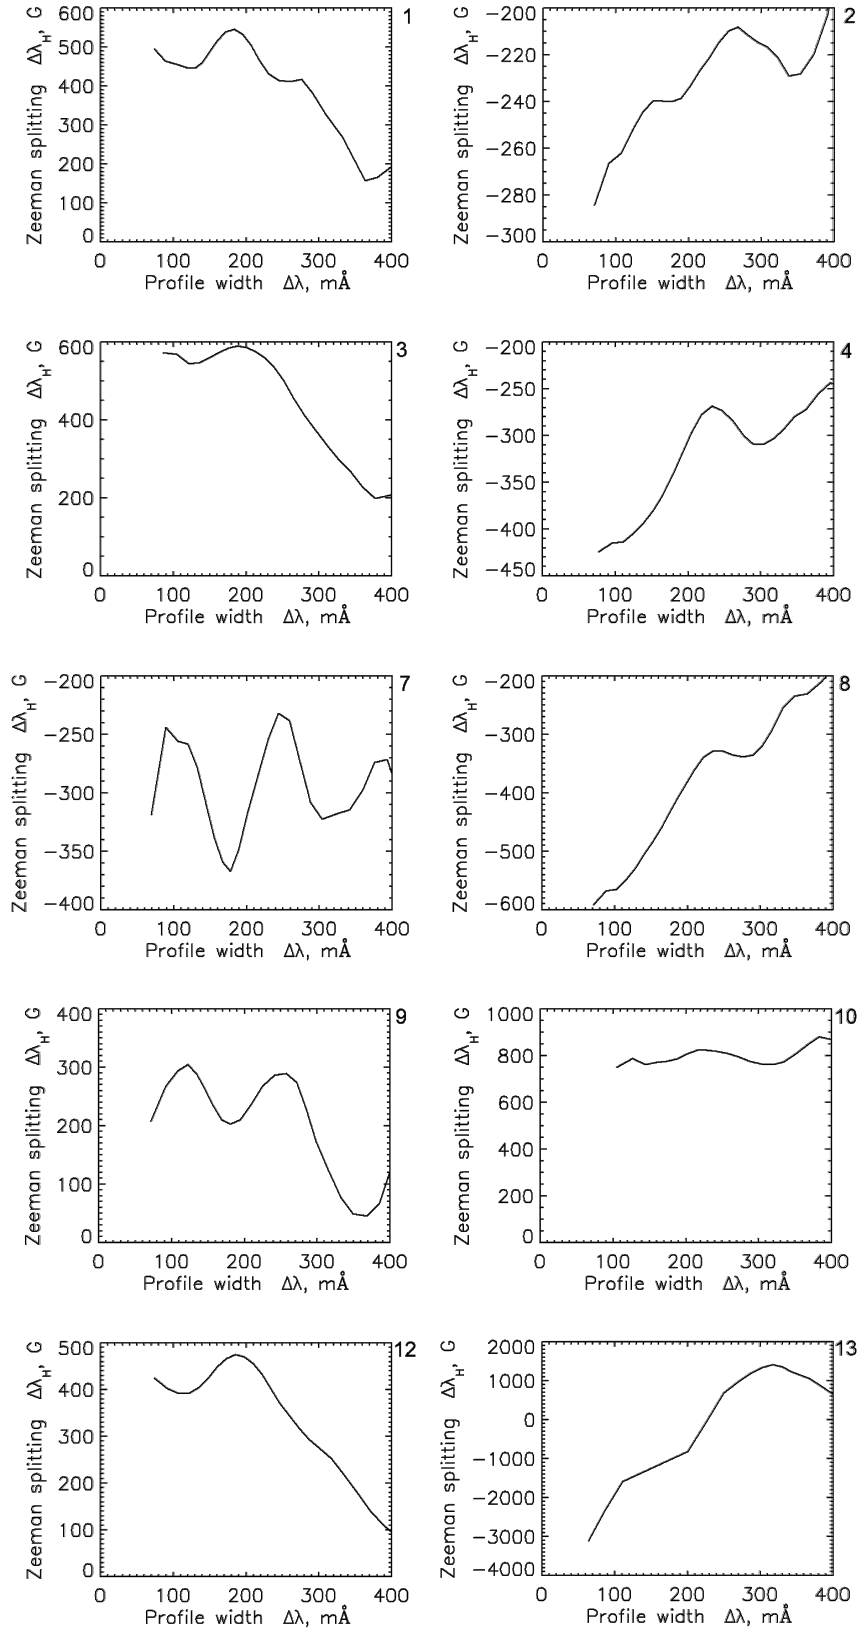 1
Zeeman splitting Δλ_H, G
600
500
400
300
200
100
0
0 100 200 300 400
Profile width Δλ, mÅ
2
Zeeman splitting Δλ_H, G
−200
−220
−240
−260
−280
−300
0 100 200 300 400
Profile width Δλ, mÅ
3
Zeeman splitting Δλ_H, G
600
400
200
0
0 100 200 300 400
Profile width Δλ, mÅ
4
Zeeman splitting Δλ_H, G
−200
−250
−300
−350
−400
−450
0 100 200 300 400
Profile width Δλ, mÅ
7
Zeeman splitting Δλ_H, G
−200
−250
−300
−350
−400
0 100 200 300 400
Profile width Δλ, mÅ
8
Zeeman splitting Δλ_H, G
−200
−300
−400
−500
−600
0 100 200 300 400
Profile width Δλ, mÅ
9
Zeeman splitting Δλ_H, G
400
300
200
100
0
0 100 200 300 400
Profile width Δλ, mÅ
10
Zeeman splitting Δλ_H, G
1000
800
600
400
200
0
0 100 200 300 400
Profile width Δλ, mÅ
12
Zeeman splitting Δλ_H, G
500
400
300
200
100
0
0 100 200 300 400
Profile width Δλ, mÅ
13
Zeeman splitting Δλ_H, G
2000
1000
0
−1000
−2000
−3000
−4000
0 100 200 300 400
Profile width Δλ, mÅ